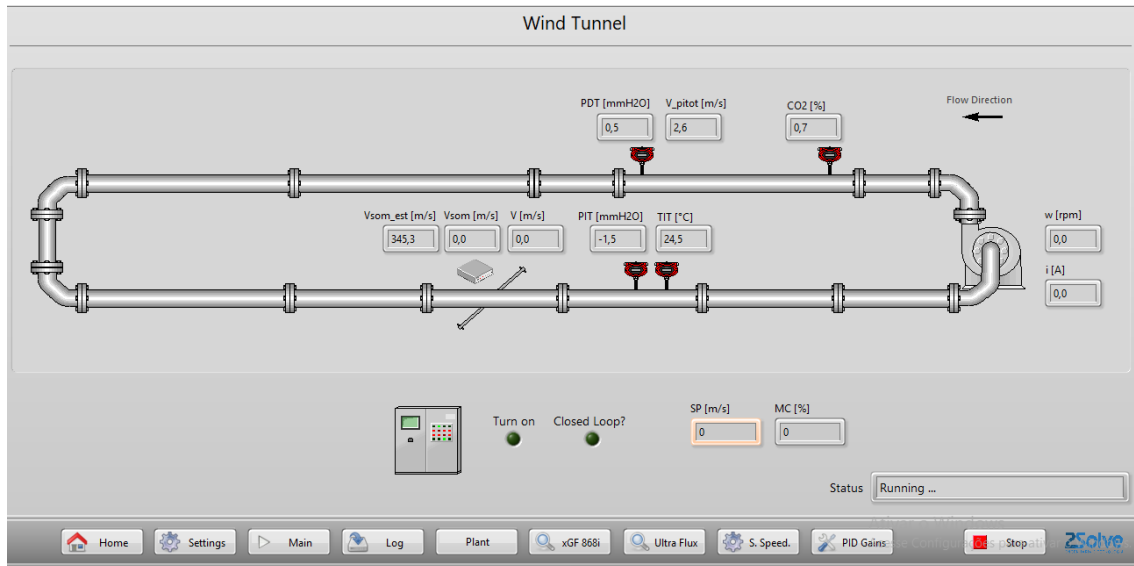 Wind Tunnel
PDT [mmH2O] V_pitot [m/s] CO2 [%] Flow Direction
0,5 2,6 0,7
Vsom_est [m/s] Vsom [m/s] V [m/s] PIT [mmH2O] TIT [°C] w [rpm]
345,3 0,0 0,0 -1,5 24,5 0,0
i [A]
0,0
Turn on Closed Loop? SP [m/s] MC [%]
0 0
Status Running ...
Home Settings Main Log Plant xGF 868i Ultra Flux S. Speed. PID Gains Stop 2Solve